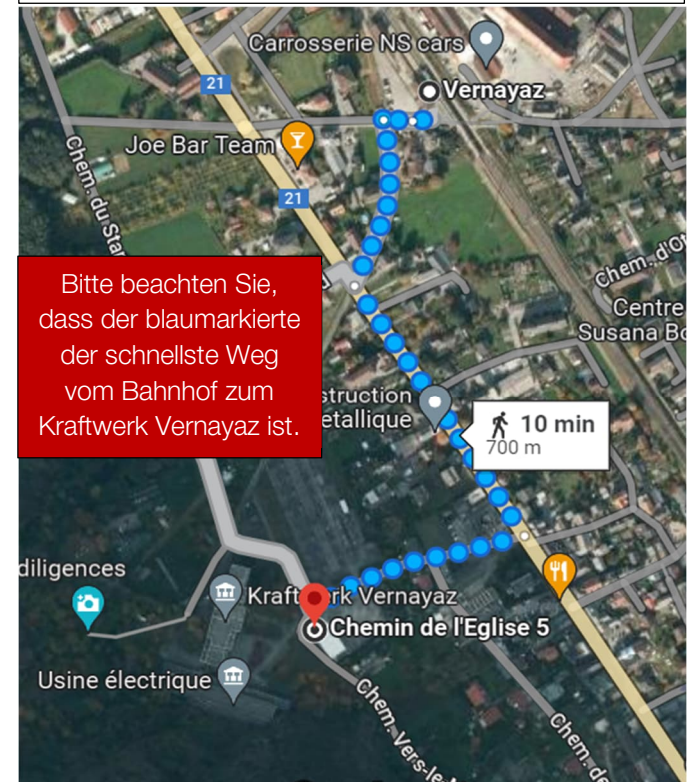 Carrosserie NS cars
21
Vernayaz
Joe Bar Team
Chem. du Sta
21
Chem. d'O
Bitte beachten Sie,
dass der blaumarkierte
der schnellste Weg
vom Bahnhof zum
Kraftwerk Vernayaz ist.
Centre
Susana Bo
struction
etallique
10 min
700 m
diligences
Kraftwerk Vernayaz
Chemin de l'Eglise 5
Usine électrique
Chem. Vers-le
Chem. de